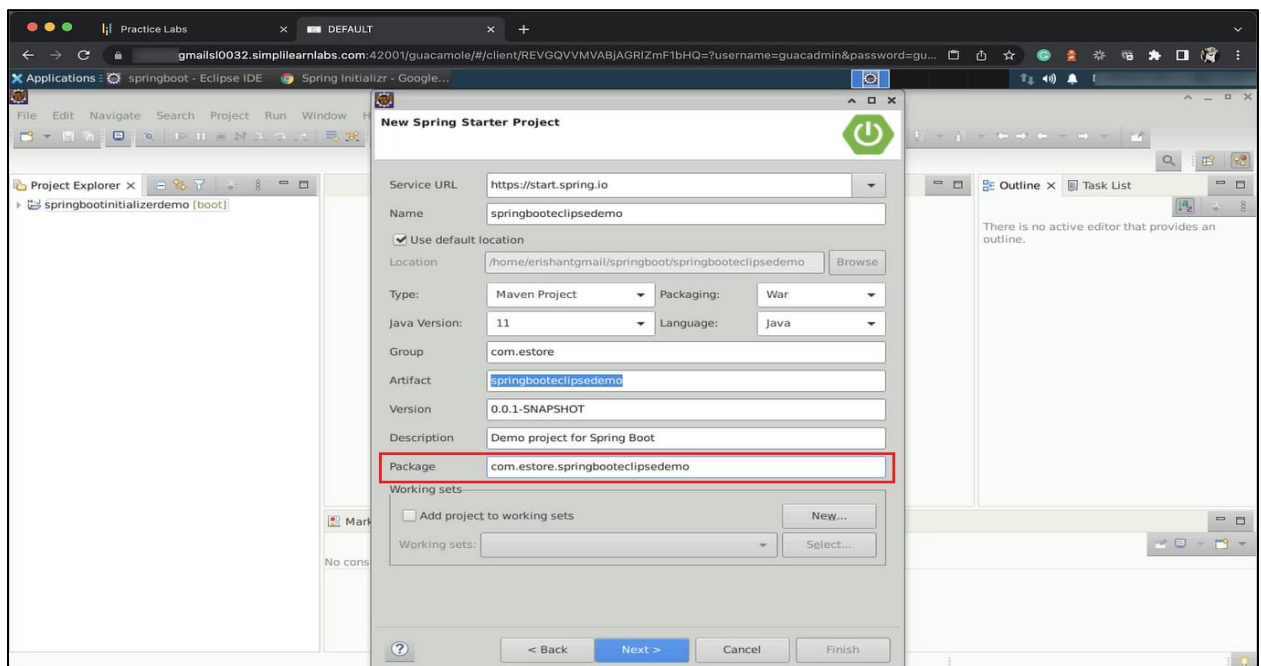 Practice Labs
DEFAULT
gmailsl0032.simplilearnlabs.com:42001/guacamole/#/client/REVGQVVMVABjAGRIZmF1bHQ=?username=guacadmin&password=gu...
Applications springboot - Eclipse IDE Spring Initializr - Google...
File Edit Navigate Search Project Run Window
New Spring Starter Project
Project Explorer
springbootinitializerdemo [boot]
Service URL https://start.spring.io
Name springbooteclipsedemo
Use default location
Location /home/erishantgmail/springboot/springbooteclipsedemo Browse
Type: Maven Project Packaging: War
Java Version: 11 Language: Java
Group com.estore
Artifact springbooteclipsedemo
Version 0.0.1-SNAPSHOT
Description Demo project for Spring Boot
Package com.estore.springbooteclipsedemo
Working sets
Add project to working sets New...
Working sets: Select...
< Back Next > Cancel Finish
Outline Task List
There is no active editor that provides an
outline.
Mark
No cons